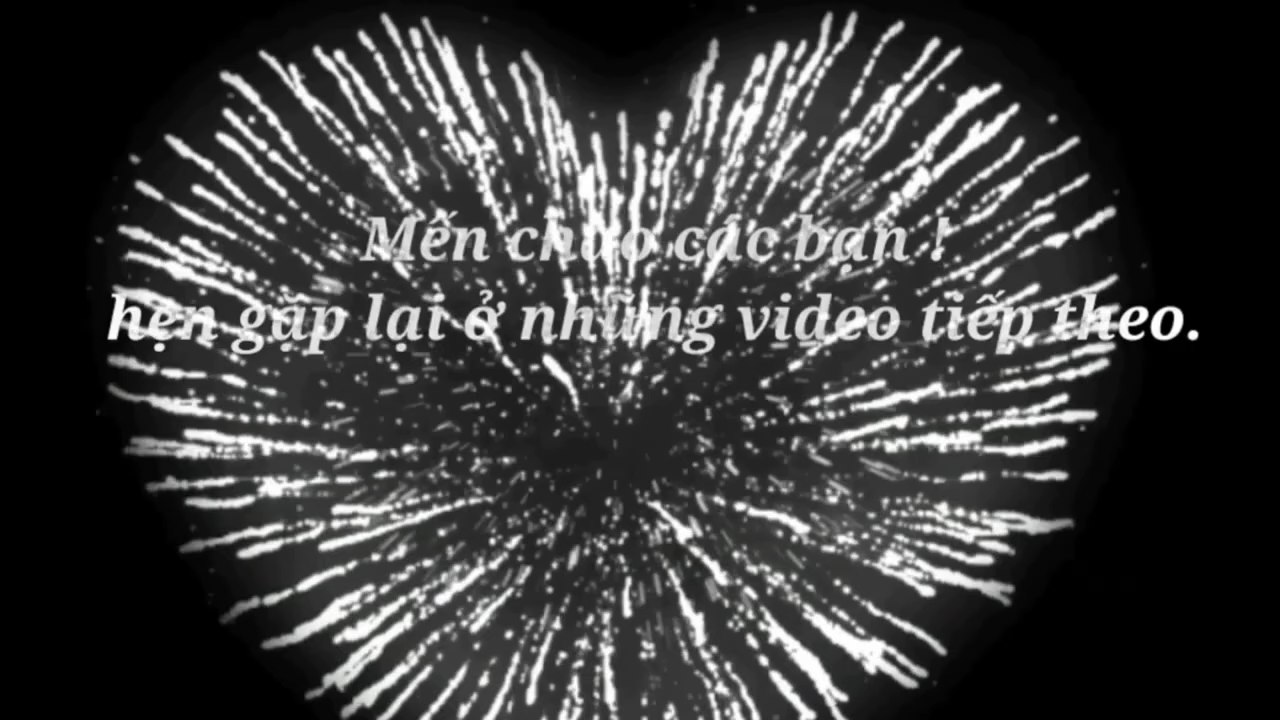 Mến chào các bạn !
hẹn gặp lại ở những video tiếp theo.